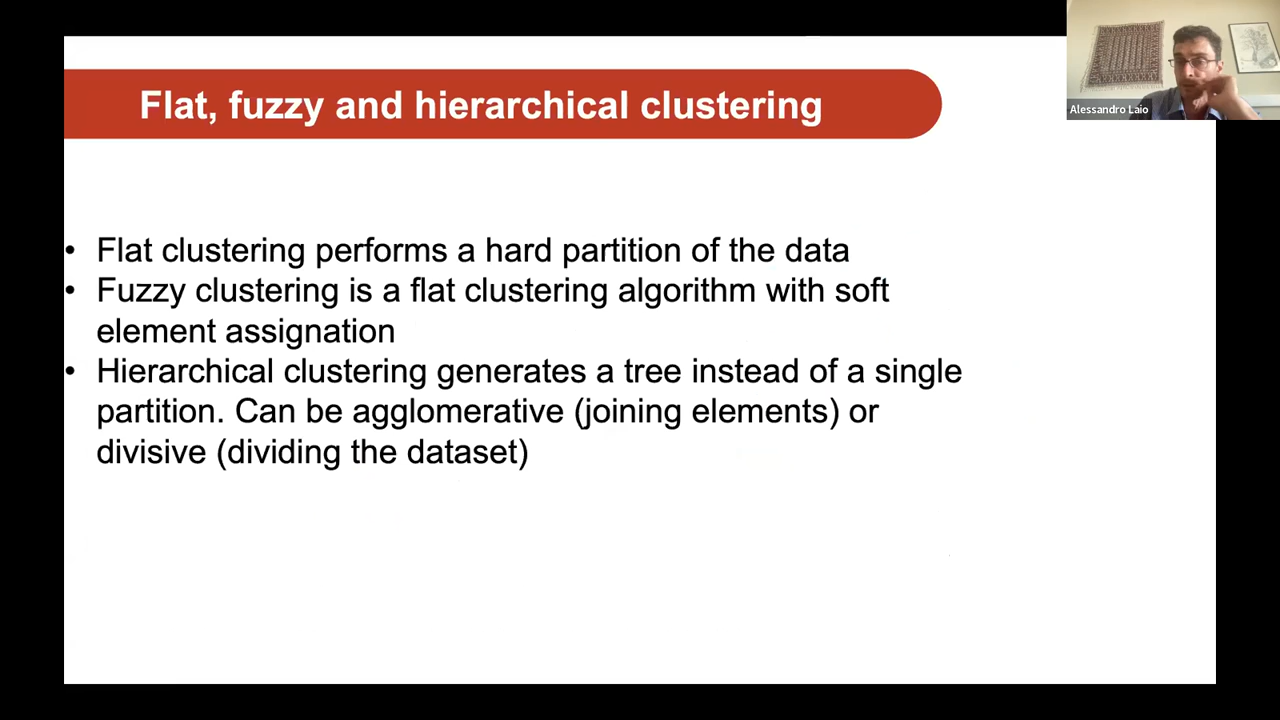 Flat, fuzzy and hierarchical clustering
Alessandro Laio
• Flat clustering performs a hard partition of the data
• Fuzzy clustering is a flat clustering algorithm with soft
element assignation
• Hierarchical clustering generates a tree instead of a single
partition. Can be agglomerative (joining elements) or
divisive (dividing the dataset)